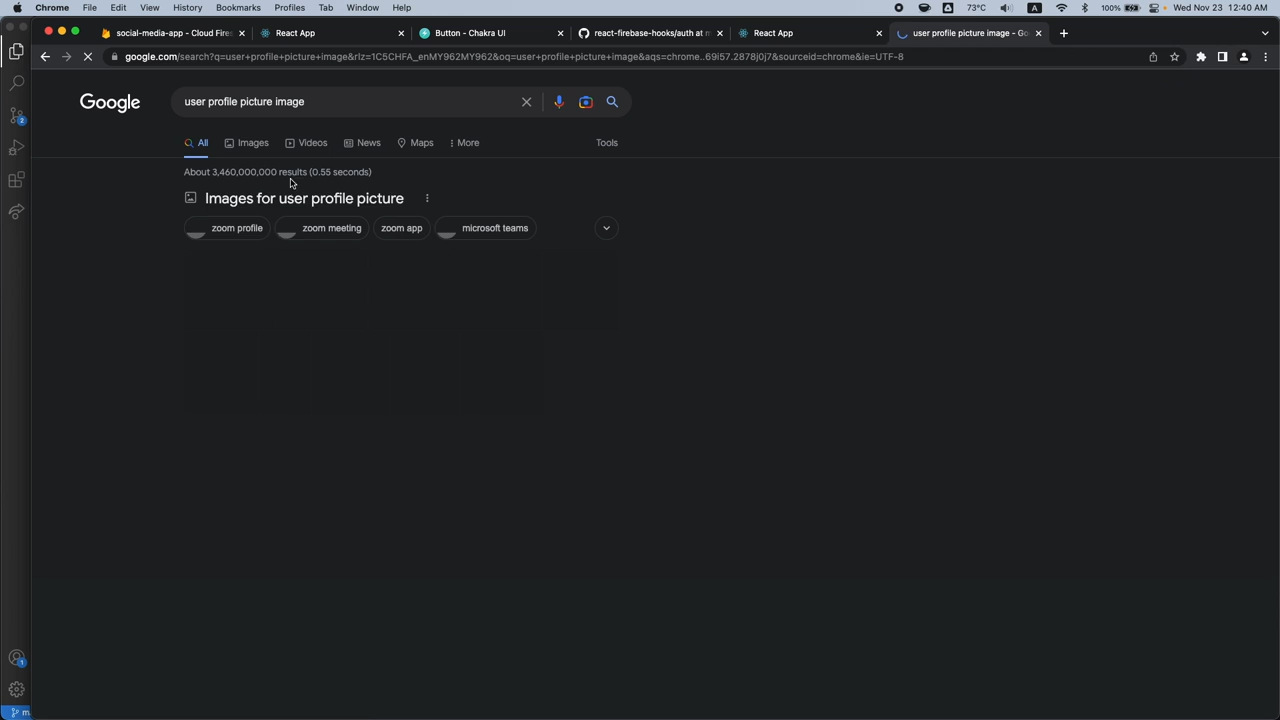 Chrome File Edit View History Bookmarks Profiles Tab Window Help A 73°C A 100% Wed Nov 23 12:40 AM
social-media-app - Cloud Fires React App Button - Chakra UI react-firebase-hooks/auth at m React App user profile picture image - Go
google.com/search?q=user+profile+picture+image&rlz=1C5CHFA_enMY962MY962&oq=user+profile+picture+image&aqs=chrome..69i57.2878j0j7&sourceid=chrome&ie=UTF-8
Google user profile picture image
All Images Videos News Maps More Tools
About 3,460,000,000 results (0.55 seconds)
Images for user profile picture
zoom profile zoom meeting zoom app microsoft teams
2
1